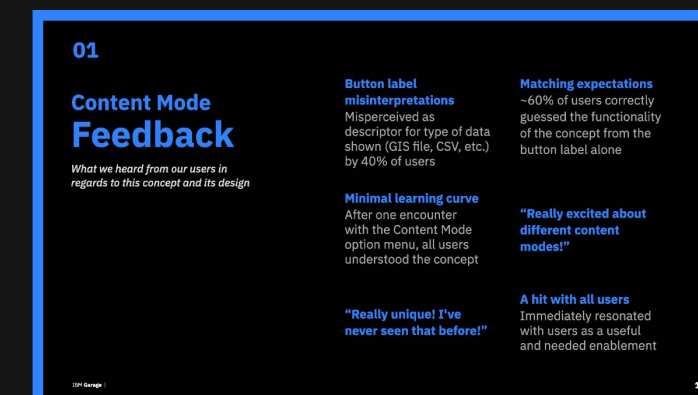 01
Content Mode
Feedback
What we heard from our users in
regards to this concept and its design
Button label
misinterpretations
Misperceived as
descriptor for type of data
shown (GIS file, CSV, etc.)
by 40% of users
Matching expectations
~60% of users correctly
guessed the functionality
of the concept from the
button label alone
Minimal learning curve
After one encounter
with the Content Mode
option menu, all users
understood the concept
“Really excited about
different content
modes!”
“Really unique! I've
never seen that before!”
A hit with all users
Immediately resonated
with users as a useful
and needed enablement
IBM Garage |